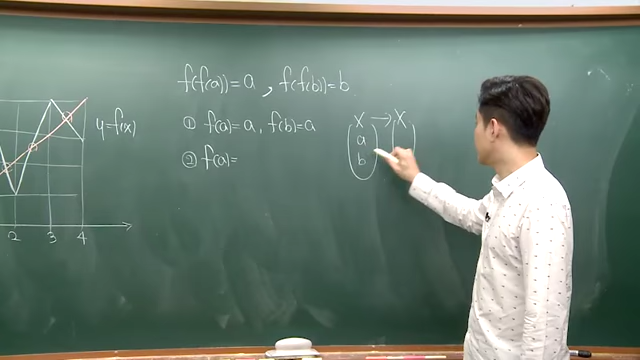 f(f(a)) = a , f(f(b)) = b
① f(a) = a , f(b) = a
② f(a) =
X → X
a
b
y = f(x)
2 3 4